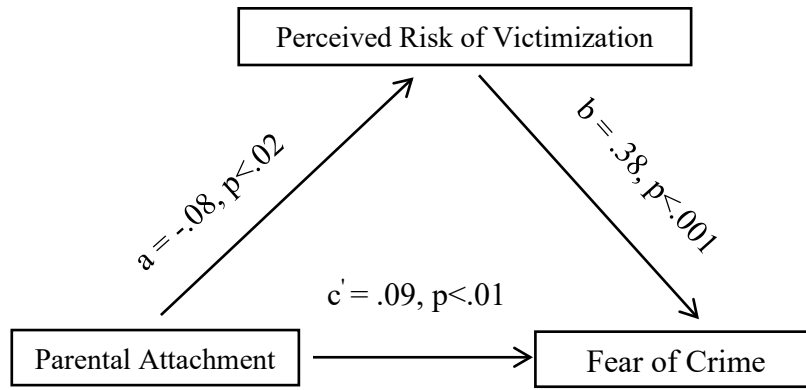 Perceived Risk of Victimization
a = -.08, p<.02
b = .38, p<.001
c' = .09, p<.01
Parental Attachment
Fear of Crime